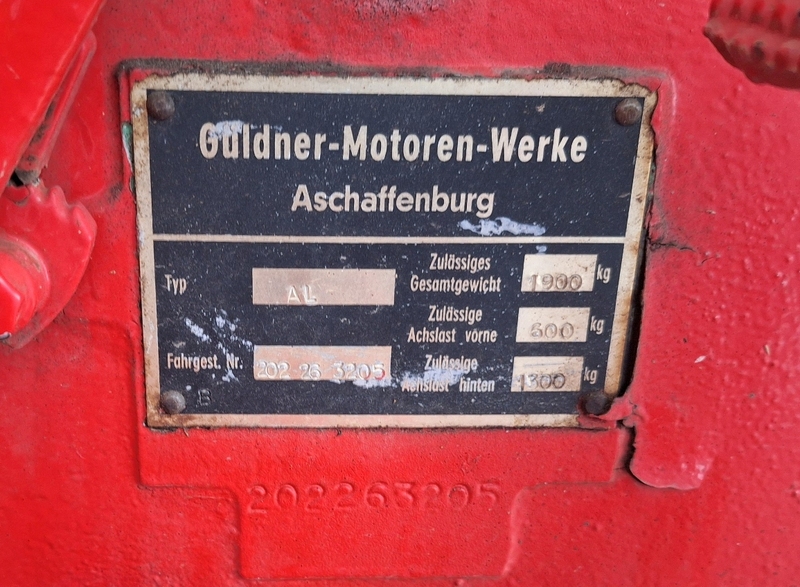 Güldner-Motoren-Werke
Aschaffenburg
Typ AL
Zulässiges Gesamtgewicht 1900 kg
Zulässige Achslast vorne 600 kg
Fahrgest. Nr. 202 26 3205
Zulässige Achslast hinten 1300 kg
B
202263205